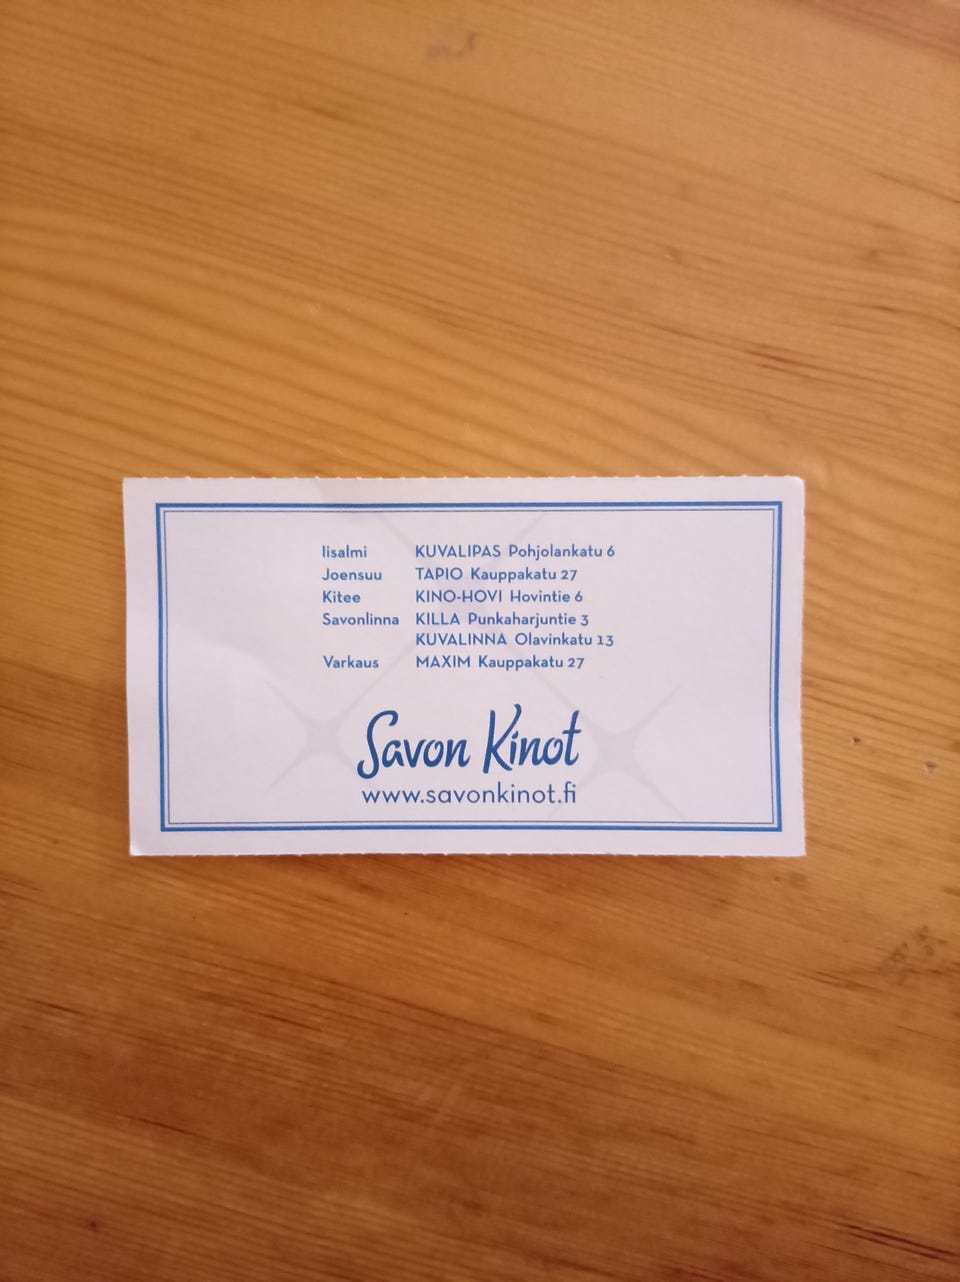 Iisalmi KUVALIPAS Pohjolankatu 6
Joensuu TAPIO Kauppakatu 27
Kitee KINO-HOVI Hovintie 6
Savonlinna KILLA Punkaharjuntie 3
KUVALINNA Olavinkatu 13
Varkaus MAXIM Kauppakatu 27
Savon Kinot
www.savonkinot.fi